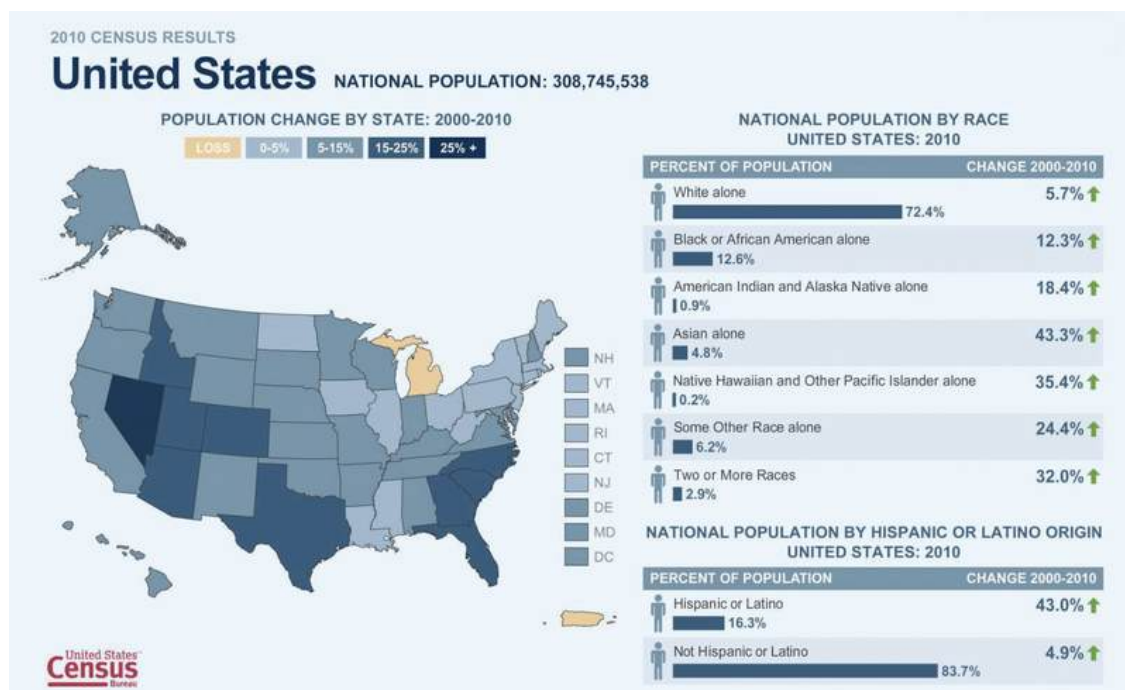 2010 CENSUS RESULTS
United States NATIONAL POPULATION: 308,745,538
POPULATION CHANGE BY STATE: 2000-2010
LOSS 0-5% 5-15% 15-25% 25% +
NH
VT
MA
RI
CT
NJ
DE
MD
DC
United States
Census
Bureau
NATIONAL POPULATION BY RACE
UNITED STATES: 2010
PERCENT OF POPULATION CHANGE 2000-2010
White alone 5.7%
72.4%
Black or African American alone 12.3%
12.6%
American Indian and Alaska Native alone 18.4%
0.9%
Asian alone 43.3%
4.8%
Native Hawaiian and Other Pacific Islander alone 35.4%
0.2%
Some Other Race alone 24.4%
6.2%
Two or More Races 32.0%
2.9%
NATIONAL POPULATION BY HISPANIC OR LATINO ORIGIN
UNITED STATES: 2010
PERCENT OF POPULATION CHANGE 2000-2010
Hispanic or Latino 43.0%
16.3%
Not Hispanic or Latino 4.9%
83.7%